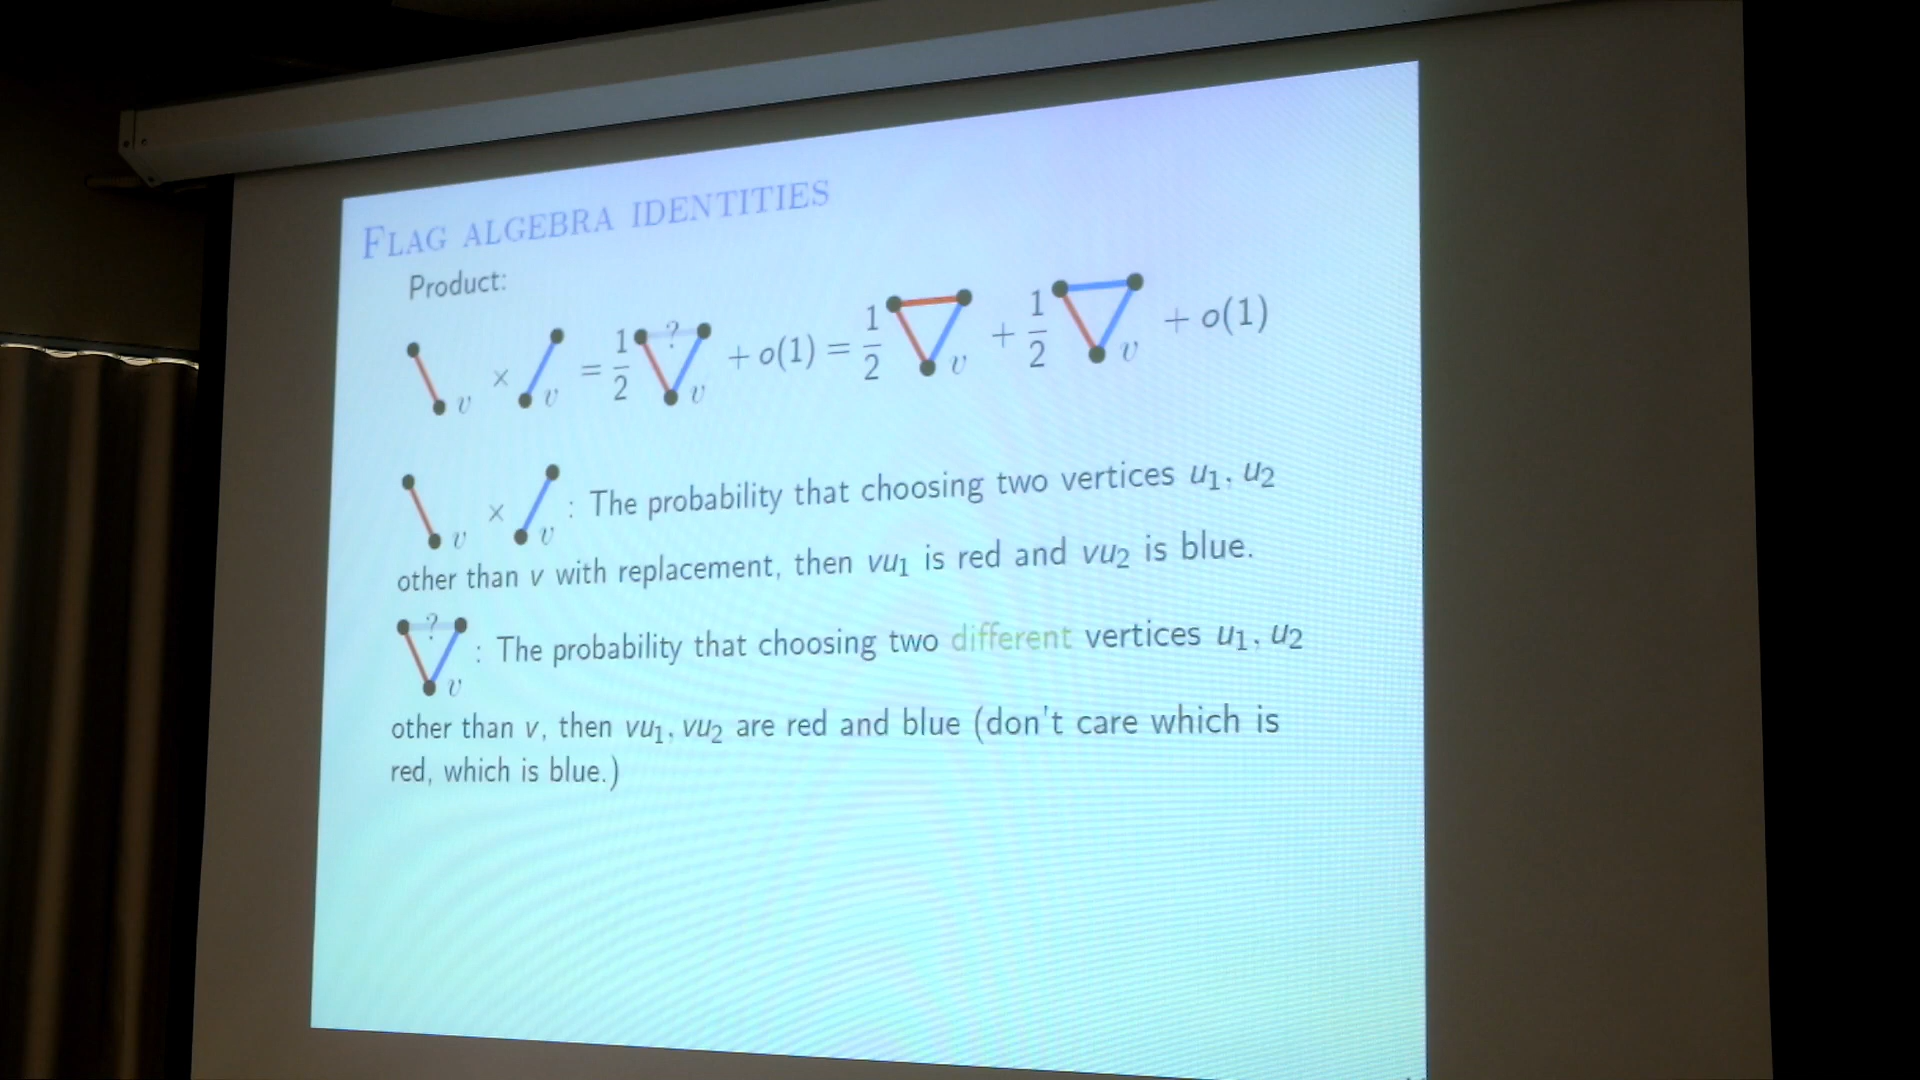 FLAG ALGEBRA IDENTITIES
Product:
v × v = 1/2 ? v + o(1) = 1/2 v + 1/2 v + o(1)
v × v : The probability that choosing two vertices u₁, u₂
other than v with replacement, then vu₁ is red and vu₂ is blue.
? v : The probability that choosing two different vertices u₁, u₂
other than v, then vu₁, vu₂ are red and blue (don't care which is
red, which is blue.)